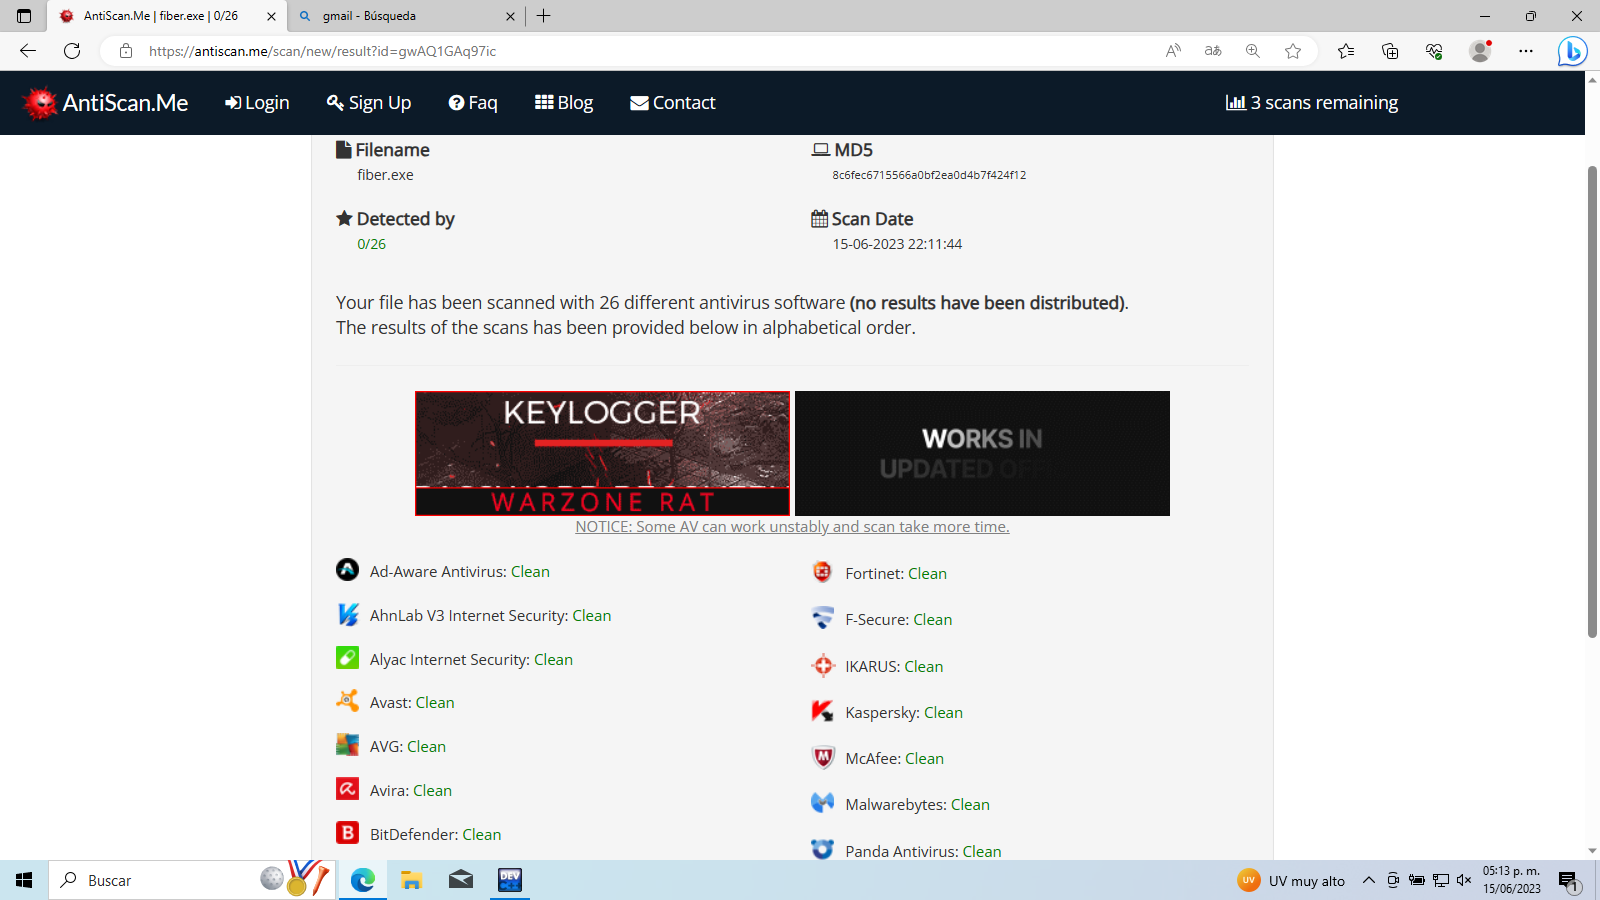 AntiScan.Me | fiber.exe | 0/26
gmail - Búsqueda
https://antiscan.me/scan/new/result?id=gwAQ1GAq97ic
AntiScan.Me
Login
Sign Up
Faq
Blog
Contact
3 scans remaining
Filename
fiber.exe
MD5
8c6fec6715566a0bf2ea0d4b7f424f12
Detected by
0/26
Scan Date
15-06-2023 22:11:44
Your file has been scanned with 26 different antivirus software (no results have been distributed).
The results of the scans has been provided below in alphabetical order.
KEYLOGGER
WARZONE RAT
WORKS IN
UPDATED
NOTICE: Some AV can work unstably and scan take more time.
Ad-Aware Antivirus: Clean
AhnLab V3 Internet Security: Clean
Alyac Internet Security: Clean
Avast: Clean
AVG: Clean
Avira: Clean
BitDefender: Clean
Fortinet: Clean
F-Secure: Clean
IKARUS: Clean
Kaspersky: Clean
McAfee: Clean
Malwarebytes: Clean
Panda Antivirus: Clean
Buscar
DEV
UV
UV muy alto
05:13 p. m.
15/06/2023
1